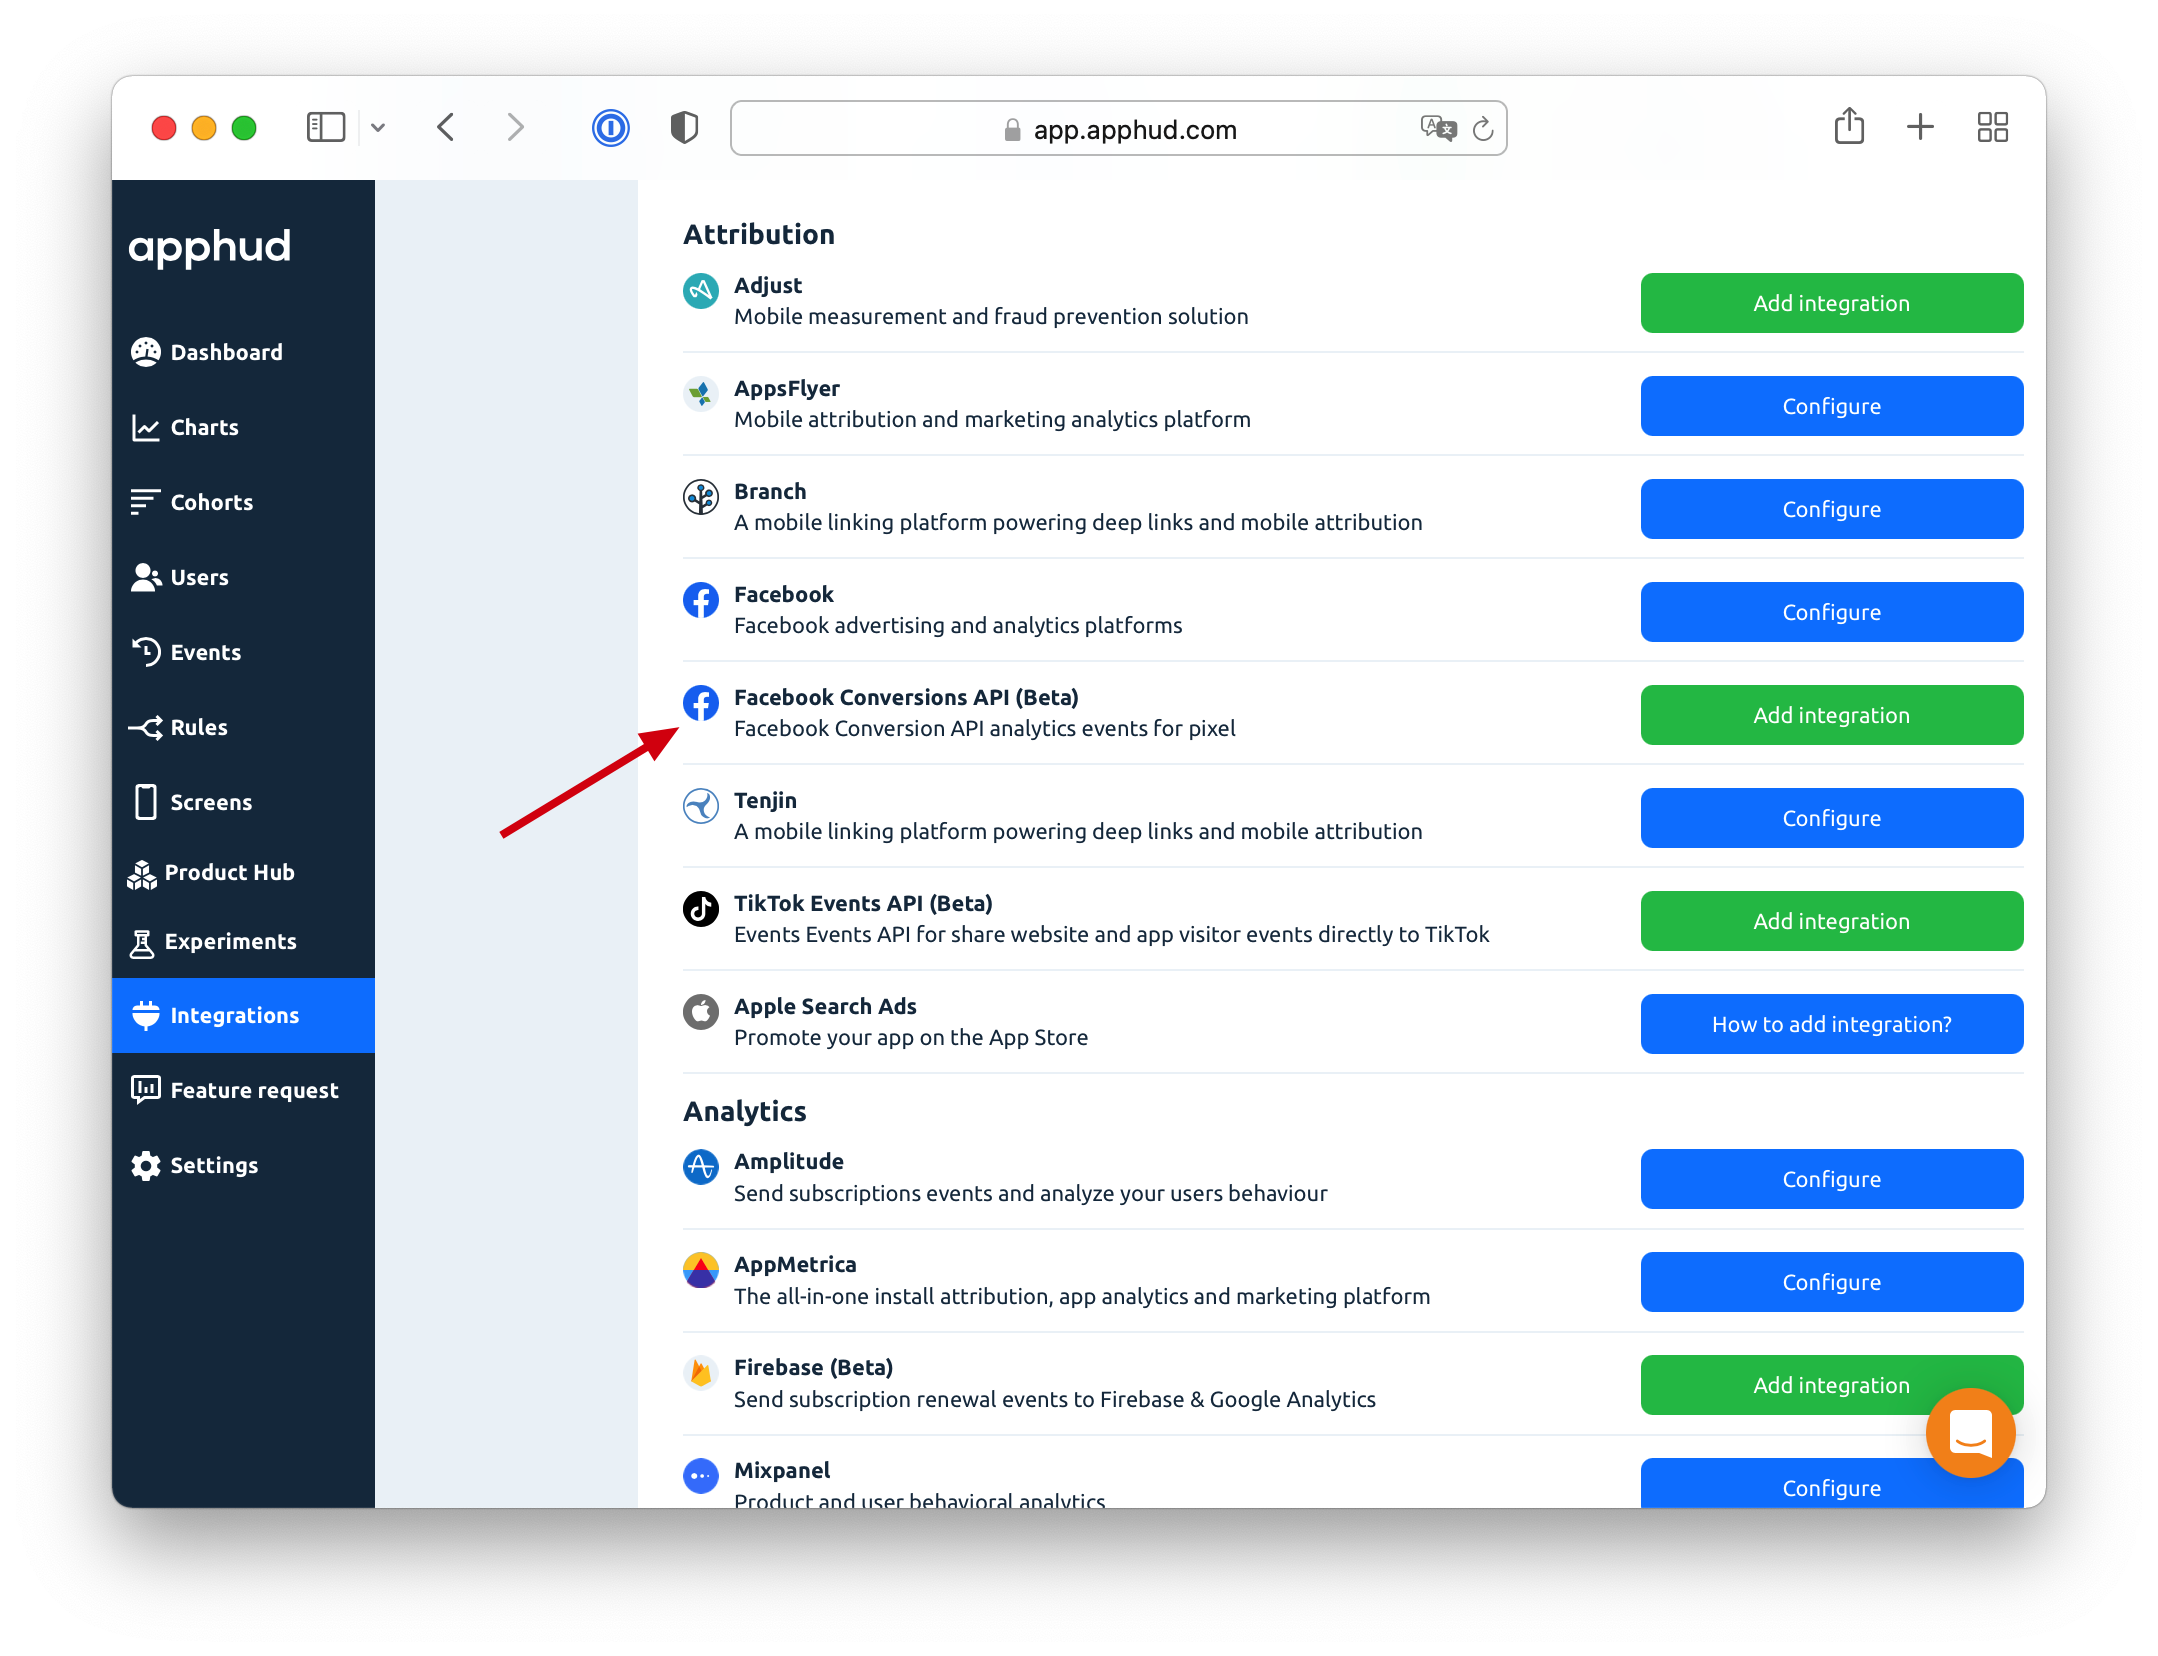 app.apphud.com
apphud
Dashboard
Charts
Cohorts
Users
Events
Rules
Screens
Product Hub
Experiments
Integrations
Feature request
Settings
Attribution
Adjust
Mobile measurement and fraud prevention solution
Add integration
AppsFlyer
Mobile attribution and marketing analytics platform
Configure
Branch
A mobile linking platform powering deep links and mobile attribution
Configure
Facebook
Facebook advertising and analytics platforms
Configure
Facebook Conversions API (Beta)
Facebook Conversion API analytics events for pixel
Add integration
Tenjin
A mobile linking platform powering deep links and mobile attribution
Configure
TikTok Events API (Beta)
Events Events API for share website and app visitor events directly to TikTok
Add integration
Apple Search Ads
Promote your app on the App Store
How to add integration?
Analytics
Amplitude
Send subscriptions events and analyze your users behaviour
Configure
AppMetrica
The all-in-one install attribution, app analytics and marketing platform
Configure
Firebase (Beta)
Send subscription renewal events to Firebase & Google Analytics
Add integration
Mixpanel
Product and user behavioral analytics
Configure